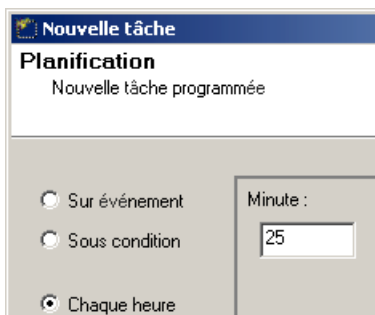 Nouvelle tâche
Planification
Nouvelle tâche programmée
Sur événement
Minute :
Sous condition
25
Chaque heure